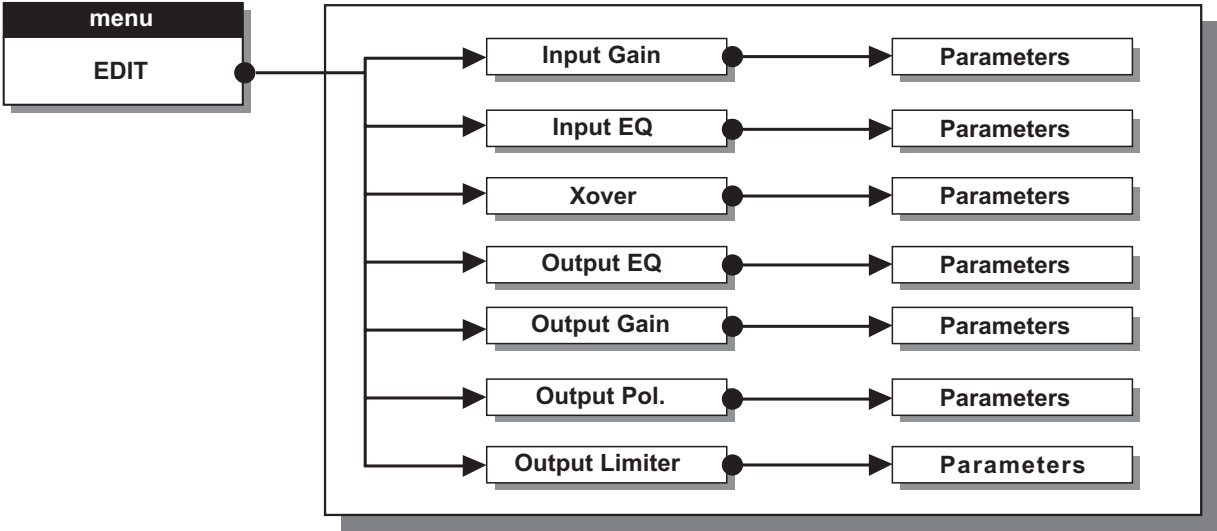 menu
EDIT
Input Gain Parameters
Input EQ Parameters
Xover Parameters
Output EQ Parameters
Output Gain Parameters
Output Pol. Parameters
Output Limiter Parameters